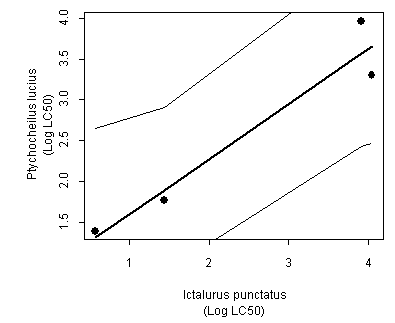 Ptychocheilus lucius
(Log LC50)
4.0
3.5
3.0
2.5
2.0
1.5
1
2
3
4
Ictalurus punctatus
(Log LC50)